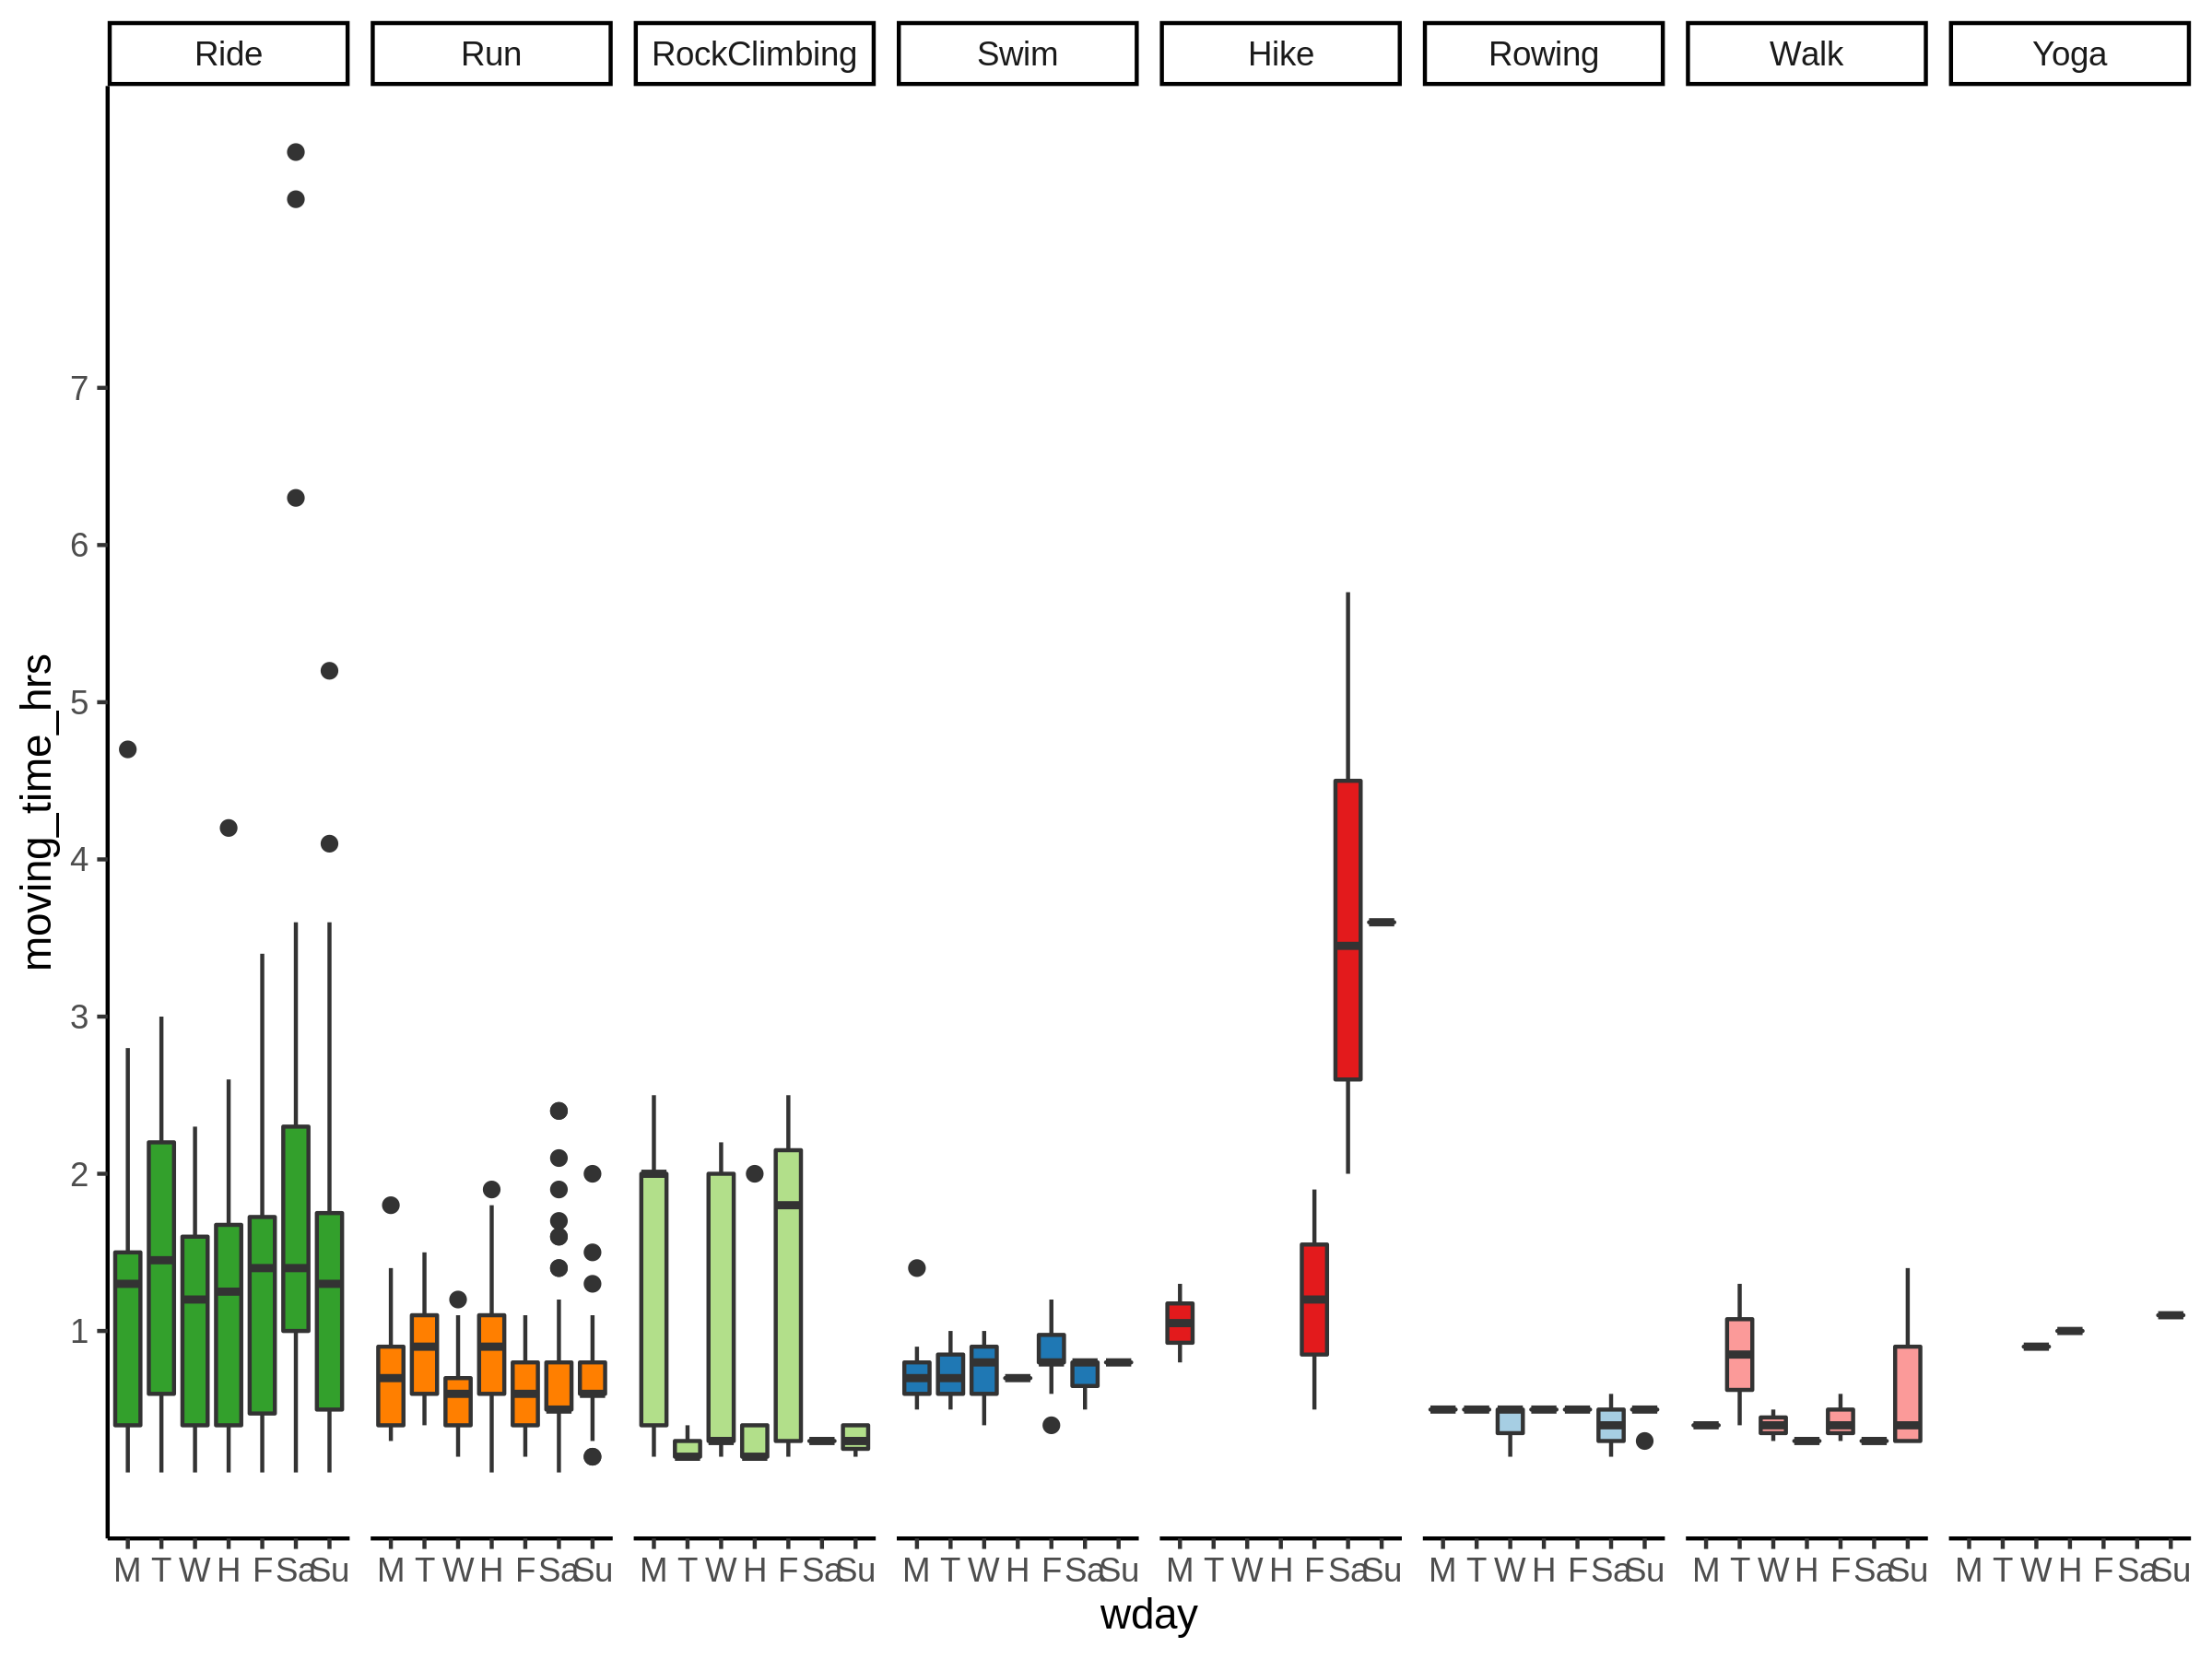 Ride Run RockClimbing Swim Hike Rowing Walk Yoga
7
6
5
4
3
2
1
moving_time_hrs
M T W H F Sa Su M T W H F Sa Su M T W H F Sa Su M T W H F Sa Su M T W H F Sa Su M T W H F Sa Su M T W H F Sa Su M T W H F Sa Su
wday